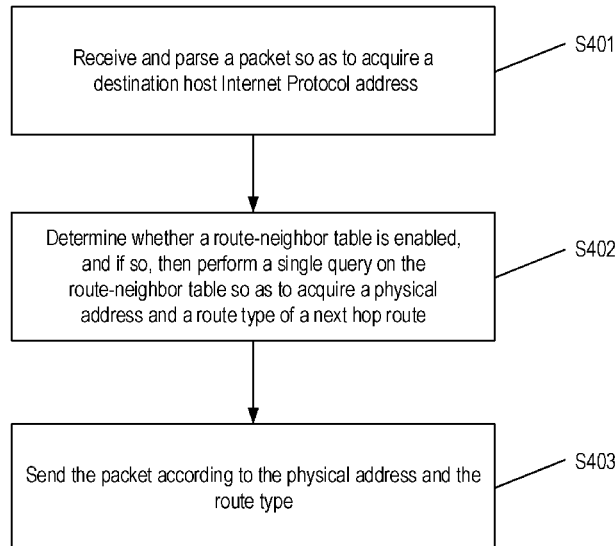 Receive and parse a packet so as to acquire a
destination host Internet Protocol address
S401
Determine whether a route-neighbor table is enabled,
and if so, then perform a single query on the
route-neighbor table so as to acquire a physical
address and a route type of a next hop route
S402
Send the packet according to the physical address and the
route type
S403